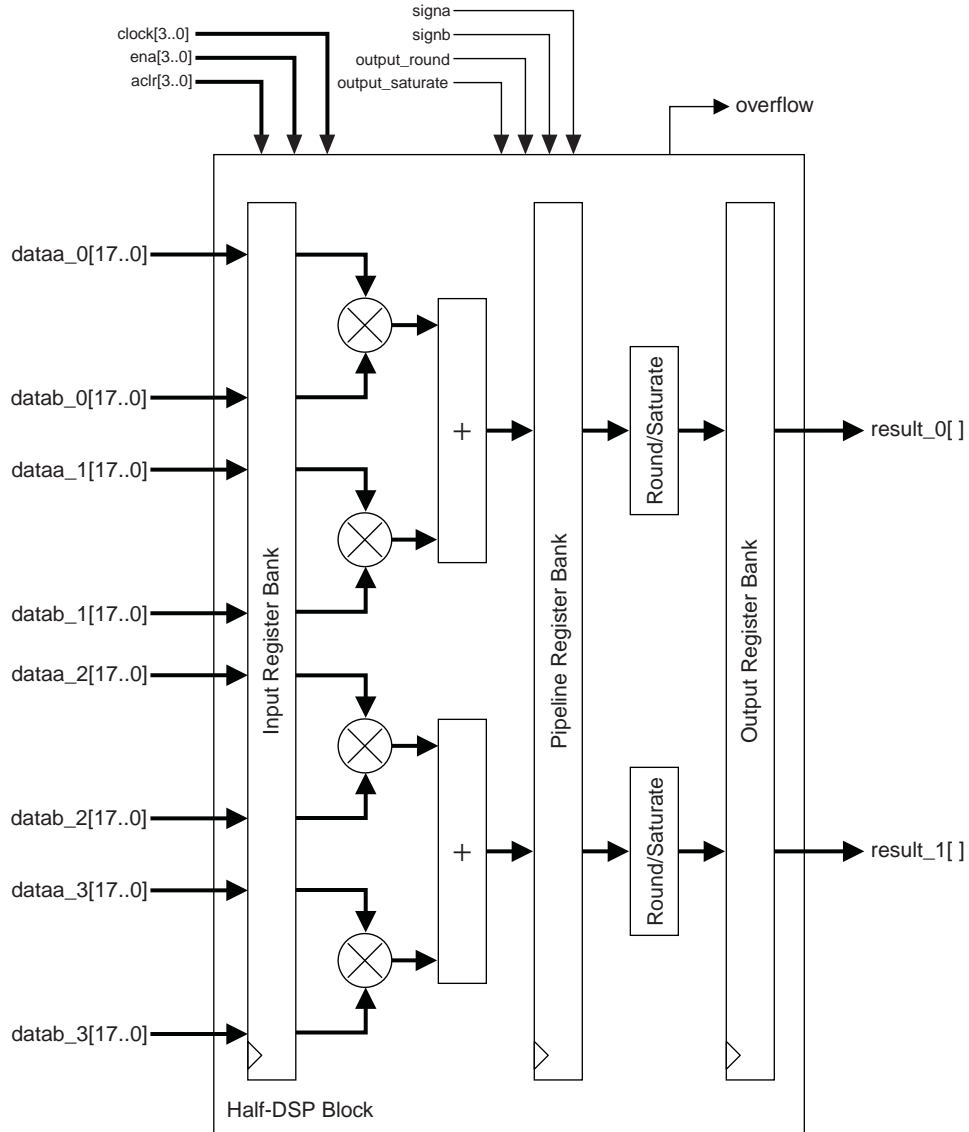 signa
clock[3..0]
signb
ena[3..0]
output_round
aclr[3..0]
output_saturate
overflow
dataa_0[17..0]
datab_0[17..0]
dataa_1[17..0]
datab_1[17..0]
dataa_2[17..0]
datab_2[17..0]
dataa_3[17..0]
datab_3[17..0]
Input Register Bank
+
+
Pipeline Register Bank
Round/Saturate
Round/Saturate
Output Register Bank
result_0[ ]
result_1[ ]
Half-DSP Block